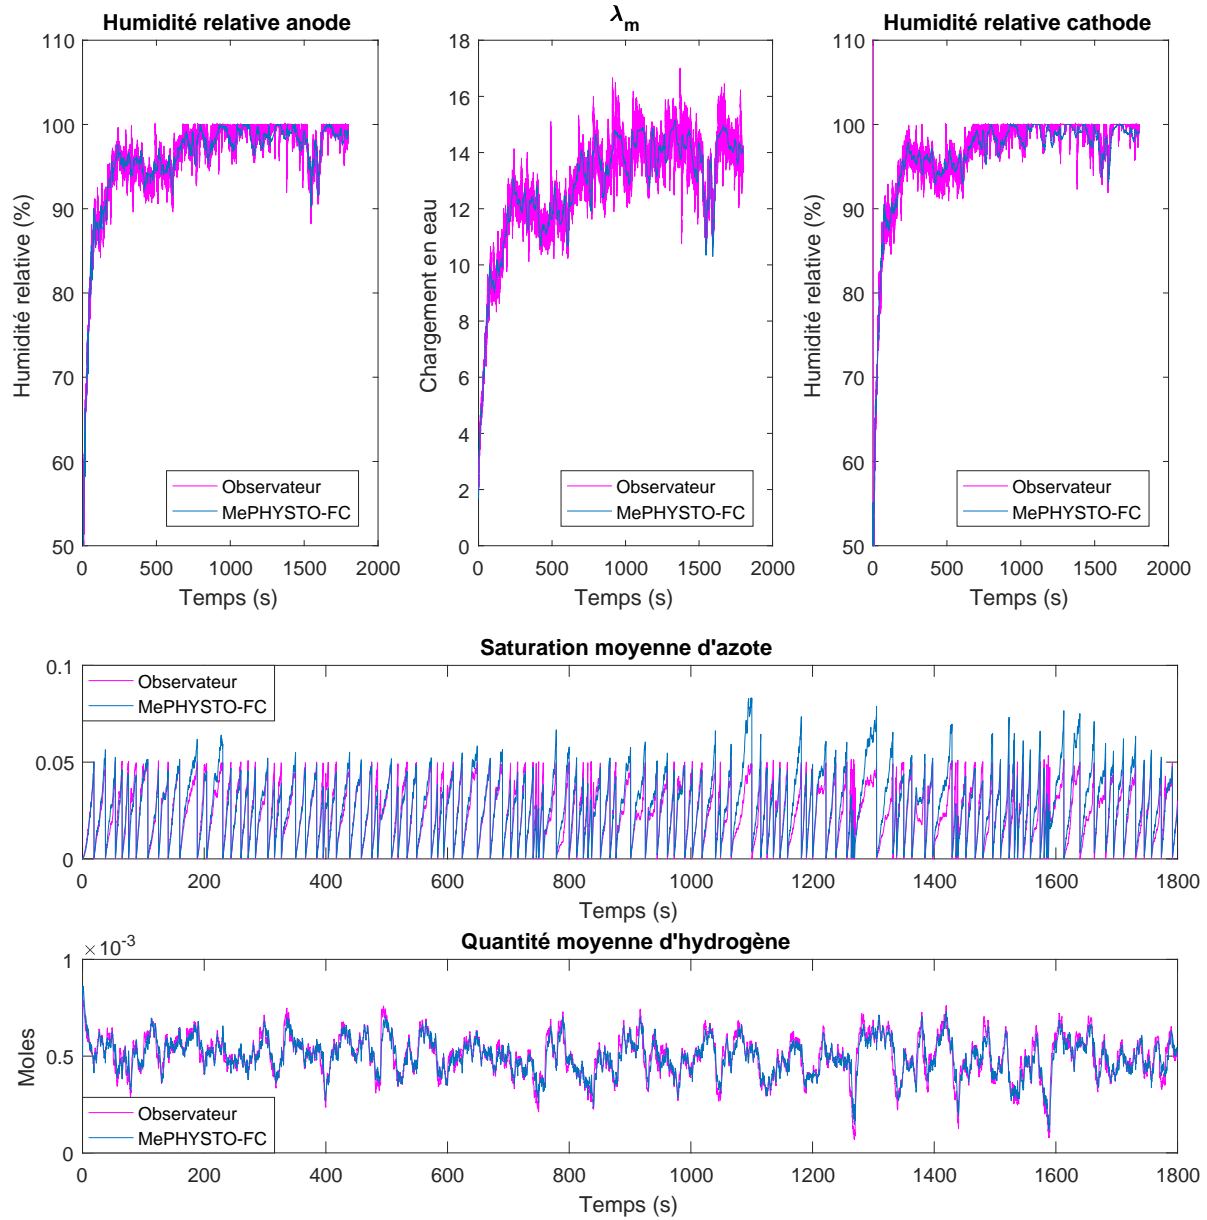 Humidité relative anode
Humidité relative (%)
110
100
90
80
70
60
50
0
500
1000
1500
2000
Temps (s)
Observateur
MePHYSTO-FC
λm
Chargement en eau
18
16
14
12
10
8
6
4
2
0
0
500
1000
1500
2000
Temps (s)
Observateur
MePHYSTO-FC
Humidité relative cathode
Humidité relative (%)
110
100
90
80
70
60
50
0
500
1000
1500
2000
Temps (s)
Observateur
MePHYSTO-FC
Saturation moyenne d'azote
0.1
0.05
0
Observateur
MePHYSTO-FC
0
200
400
600
800
1000
1200
1400
1600
1800
Temps (s)
Quantité moyenne d'hydrogène
×10-3
Moles
1
0.5
0
Observateur
MePHYSTO-FC
0
200
400
600
800
1000
1200
1400
1600
1800
Temps (s)